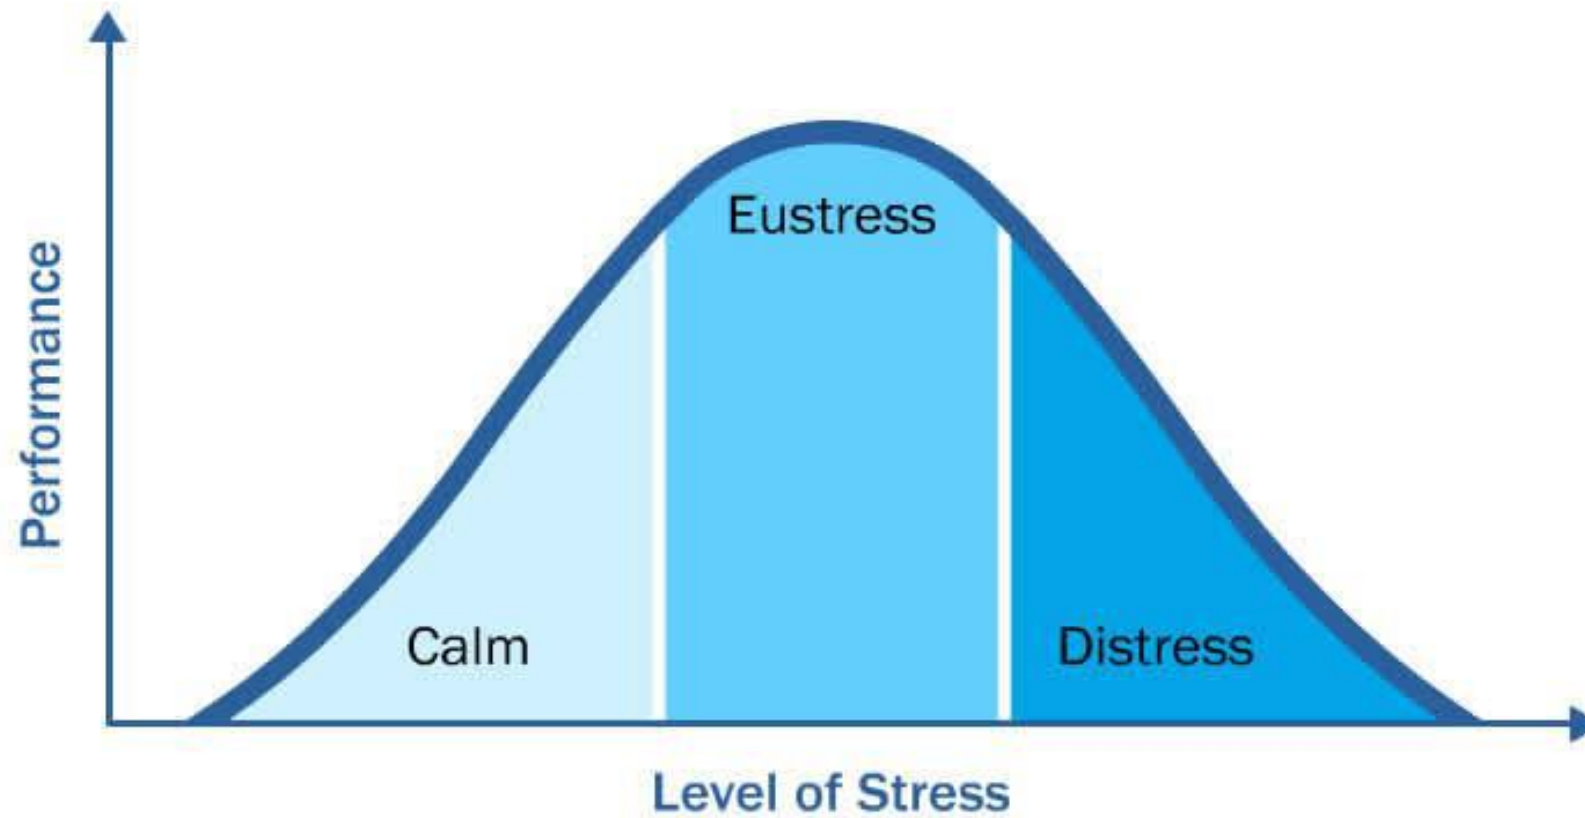 Performance
Eustress
Calm
Distress
Level of Stress